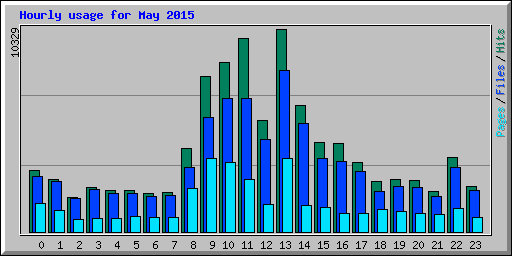 Hourly usage for May 2015
10329
Pages/Files/Hits
0 1 2 3 4 5 6 7 8 9 10 11 12 13 14 15 16 17 18 19 20 21 22 23